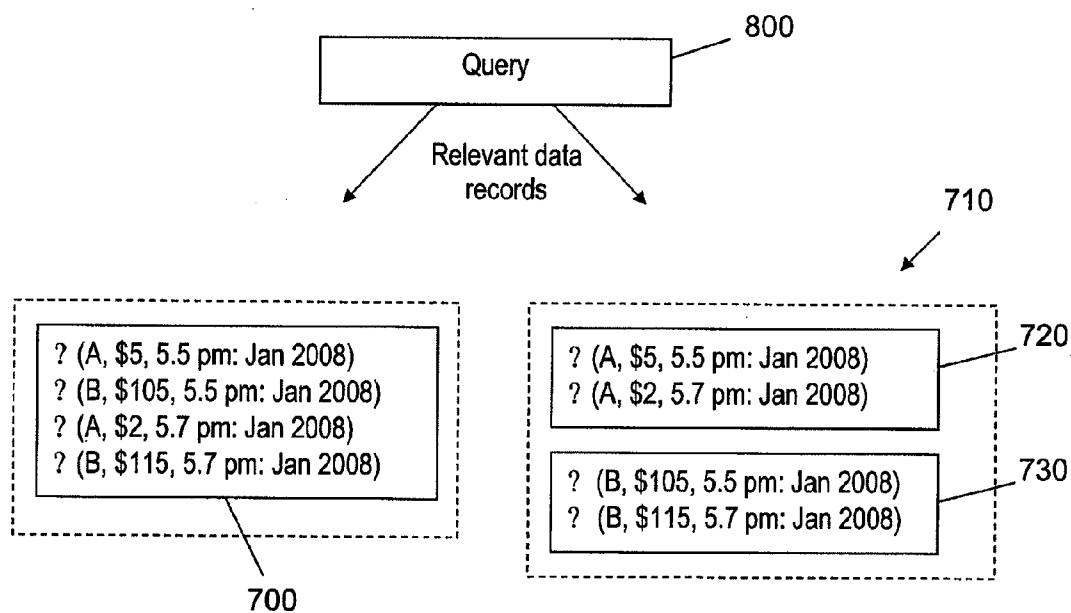 800
Query
Relevant data
records
710
? (A, $5, 5.5 pm: Jan 2008)
? (B, $105, 5.5 pm: Jan 2008)
? (A, $2, 5.7 pm: Jan 2008)
? (B, $115, 5.7 pm: Jan 2008)
700
720
? (A, $5, 5.5 pm: Jan 2008)
? (A, $2, 5.7 pm: Jan 2008)
730
? (B, $105, 5.5 pm: Jan 2008)
? (B, $115, 5.7 pm: Jan 2008)